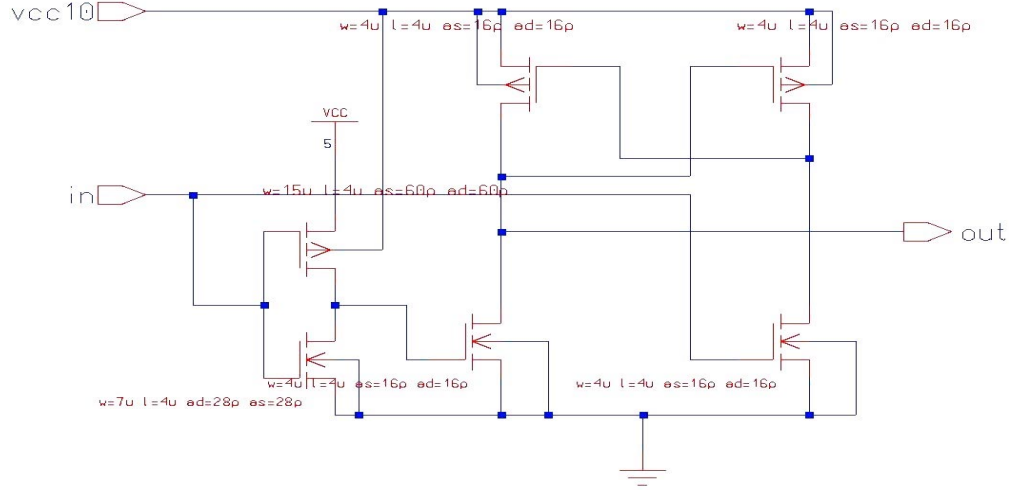 vcc10
w=4u l=4u as=16p ad=16p
w=4u l=4u as=16p ad=16p
VCC
5
in
w=15u l=4u as=60p ad=60p
out
w=4u l=4u as=16p ad=16p
w=4u l=4u as=16p ad=16p
w=7u l=4u ad=28p as=28p